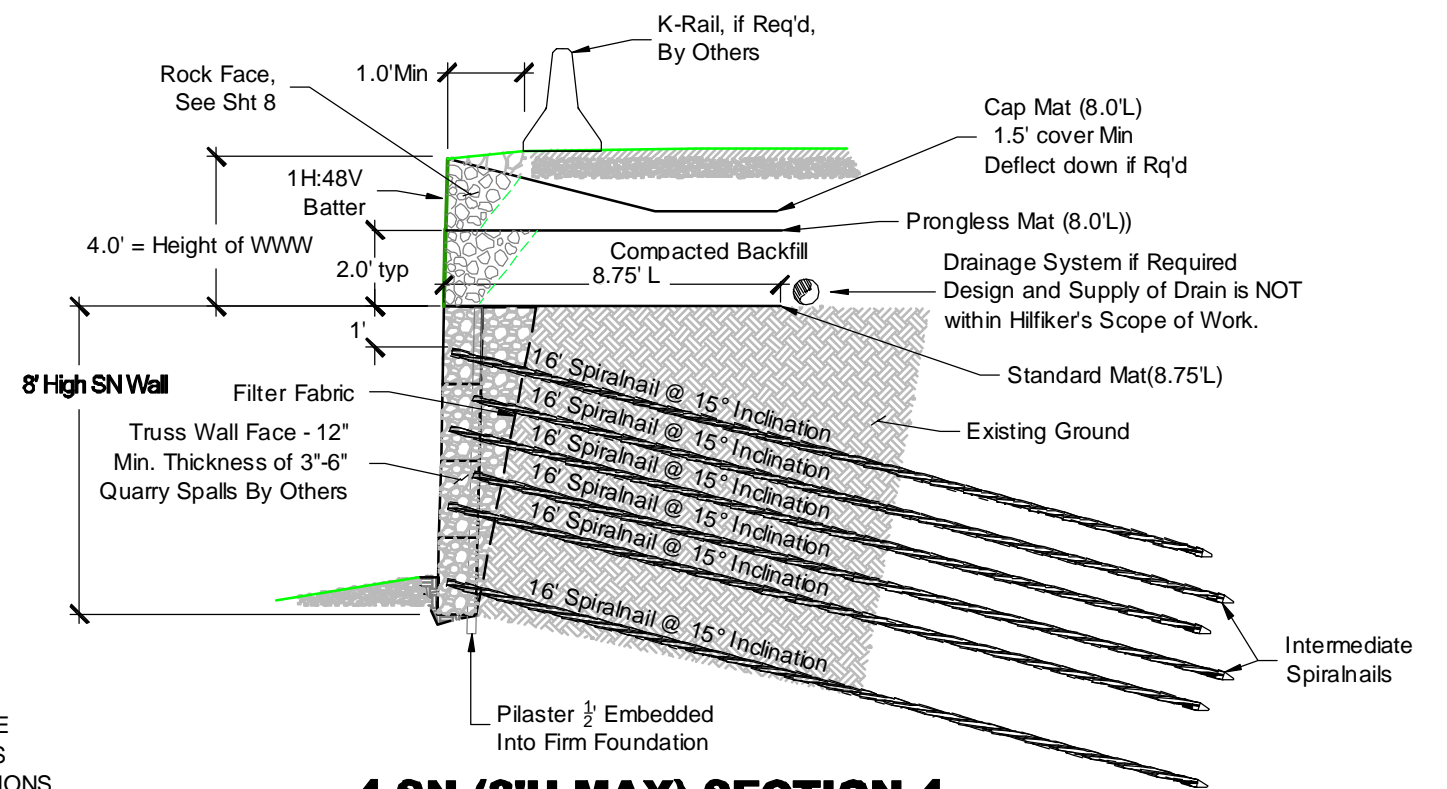 K-Rail, if Req'd,
By Others
1.0'Min
Rock Face,
See Sht 8
Cap Mat (8.0'L)
1.5' cover Min
Deflect down if Rq'd
1H:48V
Batter
Prongless Mat (8.0'L))
4.0' = Height of WWW
Compacted Backfill
2.0' typ
8.75' L
Drainage System if Required
Design and Supply of Drain is NOT
within Hilfiker's Scope of Work.
1'
16' Spiralnail @ 15° Inclination
Standard Mat(8.75'L)
8' High SN Wall
Filter Fabric
16' Spiralnail @ 15° Inclination
Existing Ground
Truss Wall Face - 12"
Min. Thickness of 3"-6"
Quarry Spalls By Others
16' Spiralnail @ 15° Inclination
16' Spiralnail @ 15° Inclination
16' Spiralnail @ 15° Inclination
16' Spiralnail @ 15° Inclination
Intermediate
Spiralnails
Pilaster ½' Embedded
Into Firm Foundation